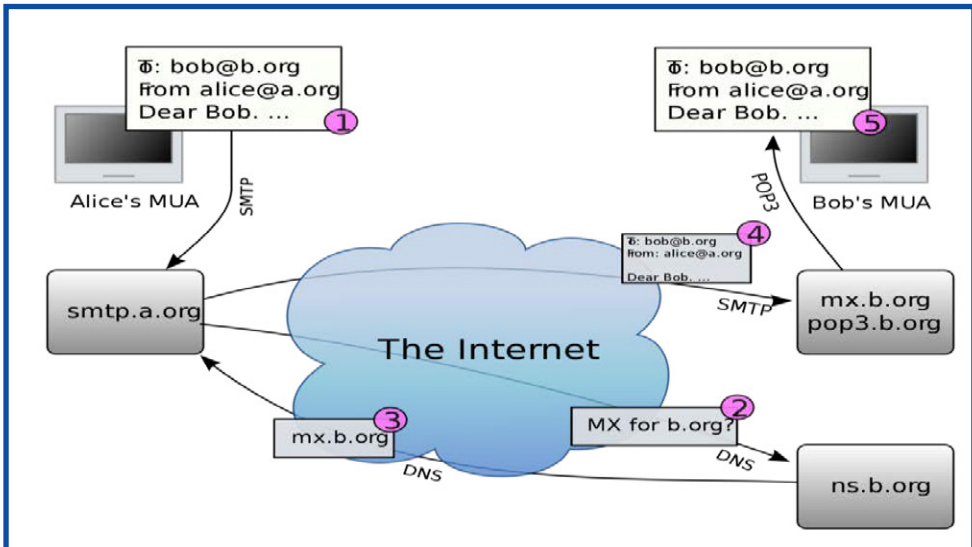 To: bob@b.org
From alice@a.org
Dear Bob. ...
1
Alice's MUA
SMTP
To: bob@b.org
From alice@a.org
Dear Bob. ...
5
Bob's MUA
POP3
To: bob@b.org
From: alice@a.org
Dear Bob. ...
4
smtp.a.org
SMTP
mx.b.org
pop3.b.org
The Internet
MX for b.org?
2
DNS
mx.b.org
3
DNS
ns.b.org